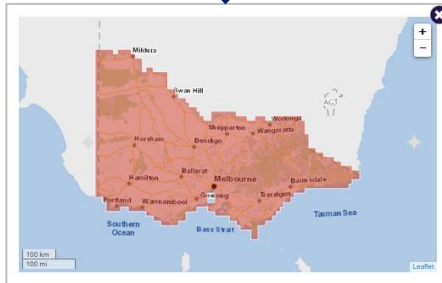 +
−
Mildura
Swan Hill
ACT
Wodonga
Shepparton
Wangaratta
Horsham
Bendigo
Ballarat
Melbourne
Hamilton
Bairnsdale
Geelong
Traralgon
Portland
Warrnambool
Tasman Sea
Southern
Ocean
Bass Strait
100 km
100 mi
Leaflet